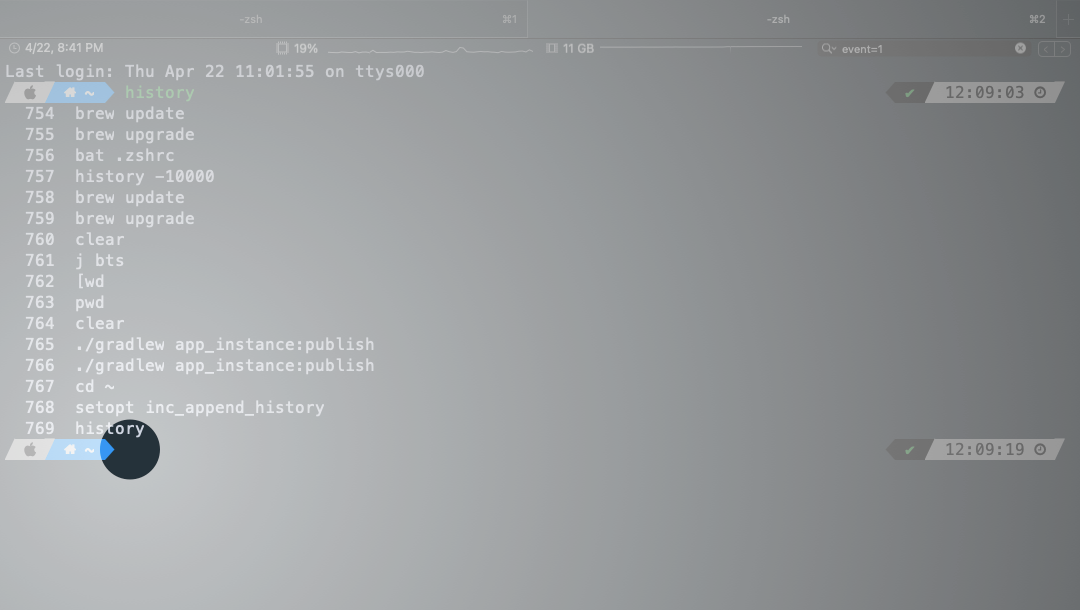 -zsh ⌘1 -zsh ⌘2
4/22, 8:41 PM 19% 11 GB event=1
Last login: Thu Apr 22 11:01:55 on ttys000
~ history ✔ 12:09:03
754 brew update
755 brew upgrade
756 bat .zshrc
757 history -10000
758 brew update
759 brew upgrade
760 clear
761 j bts
762 [wd
763 pwd
764 clear
765 ./gradlew app_instance:publish
766 ./gradlew app_instance:publish
767 cd ~
768 setopt inc_append_history
769 history
~ ✔ 12:09:19